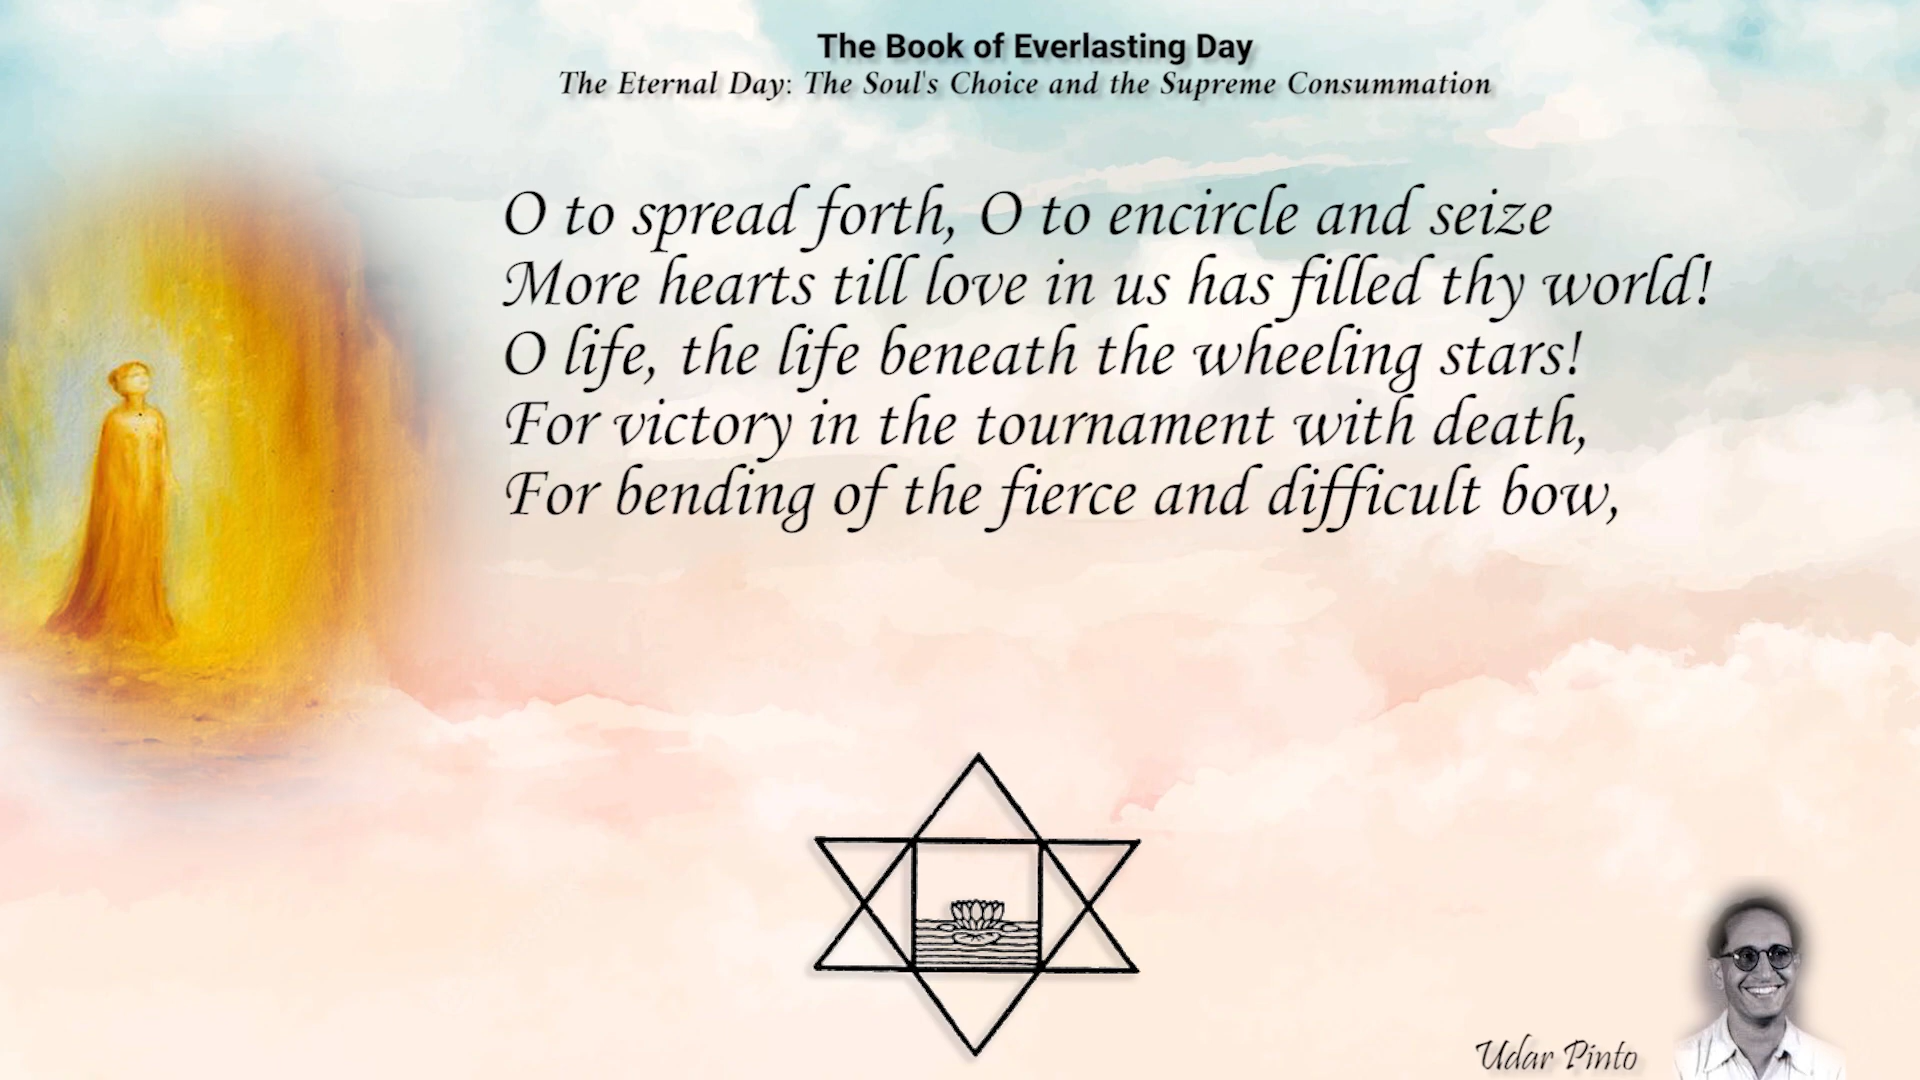 The Book of Everlasting Day
The Eternal Day: The Soul's Choice and the Supreme Consummation
O to spread forth, O to encircle and seize
More hearts till love in us has filled thy world!
O life, the life beneath the wheeling stars!
For victory in the tournament with death,
For bending of the fierce and difficult bow,
Udar Pinto